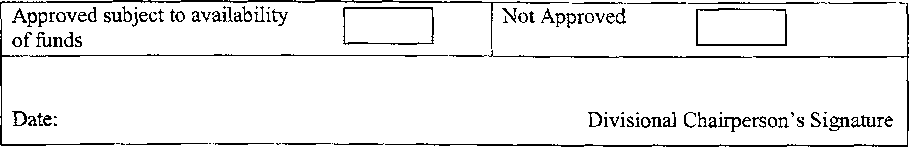 Approved subject to availability
of funds
Not Approved
Date:
Divisional Chairperson's Signature